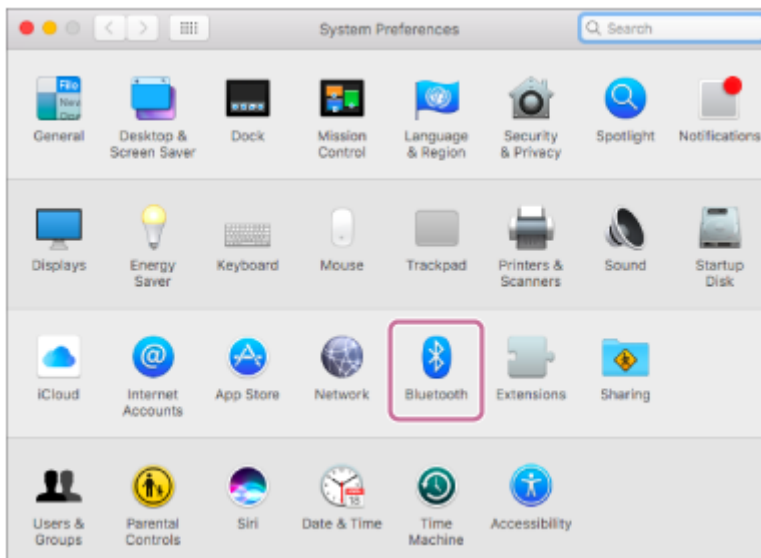 System Preferences
Search
General
Desktop &
Screen Saver
Dock
Mission
Control
Language
& Region
Security
& Privacy
Spotlight
Notifications
Displays
Energy
Saver
Keyboard
Mouse
Trackpad
Printers &
Scanners
Sound
Startup
Disk
iCloud
Internet
Accounts
App Store
Network
Bluetooth
Extensions
Sharing
Users &
Groups
Parental
Controls
Siri
Date & Time
Time
Machine
Accessibility